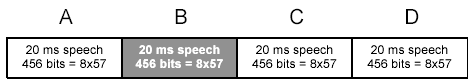 A B C D
20 ms speech 20 ms speech 20 ms speech 20 ms speech
456 bits = 8x57 456 bits = 8x57 456 bits = 8x57 456 bits = 8x57